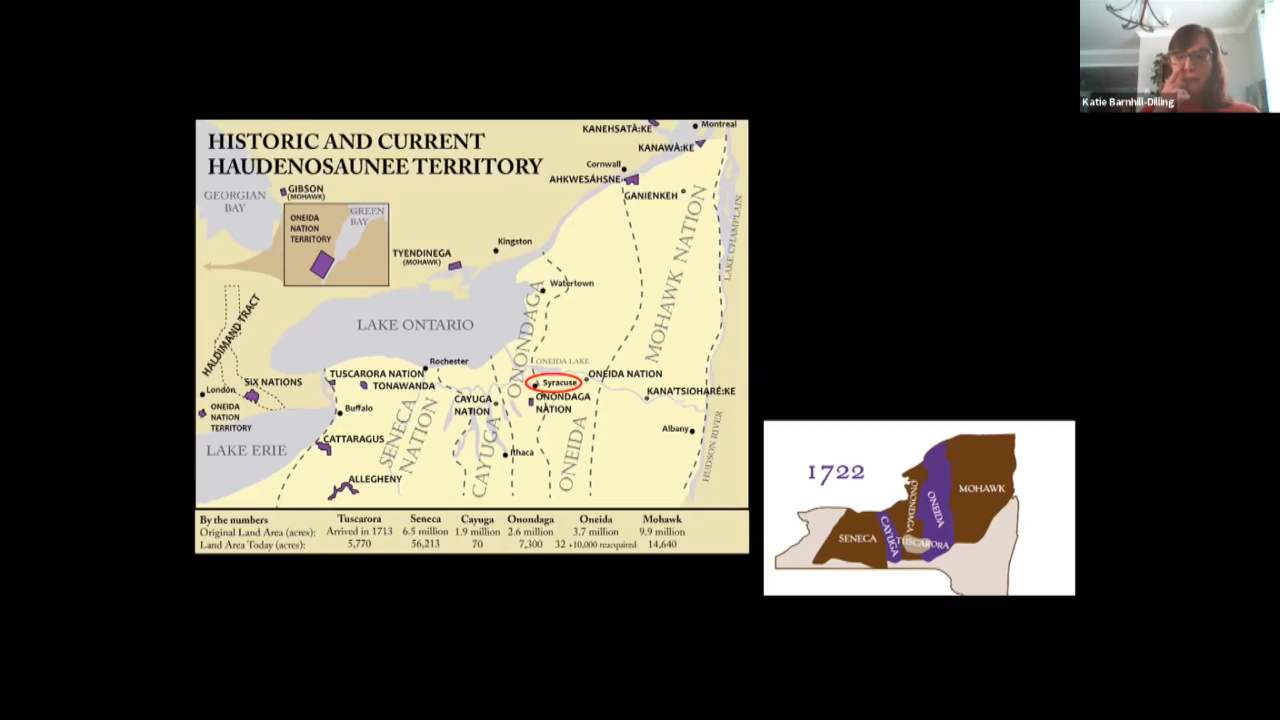 Katie Barnhill-Dilling
HISTORIC AND CURRENT
HAUDENOSAUNEE TERRITORY
KANEHSATÀ:KE
Montreal
KANAWÀ:KE
Cornwall
AHKWESÁHSNE
GANIENKEH
GEORGIAN
BAY
GIBSON
(MOHAWK)
ONEIDA
NATION
TERRITORY
GREEN
BAY
TYENDINEGA
(MOHAWK)
Kingston
Watertown
LAKE CHAMPLAIN
MOHAWK NATION
HALDIMAND TRACT
LAKE ONTARIO
ONONDAGA
Rochester
ONEIDA LAKE
TUSCARORA NATION
TONAWANDA
Syracuse
ONEIDA NATION
London
SIX NATIONS
KANA'TSIOHARÉ:KE
CAYUGA
NATION
ONONDAGA
NATION
ONEIDA
NATION
TERRITORY
Buffalo
SENECA
NATION
CAYUGA
ONEIDA
Albany
HUDSON RIVER
LAKE ERIE
CATTARAGUS
Ithaca
ALLEGHENY
By the numbers Tuscarora Seneca Cayuga Onondaga Oneida Mohawk
Original Land Area (acres): Arrived in 1713 6.5 million 1.9 million 2.6 million 3.7 million 9.9 million
Land Area Today (acres): 5,770 56,213 70 7,300 32 +10,000 reacquired 14,640
1722
SENECA
CAYUGA
ONONDAGA
ONEIDA
MOHAWK
TUSCARORA